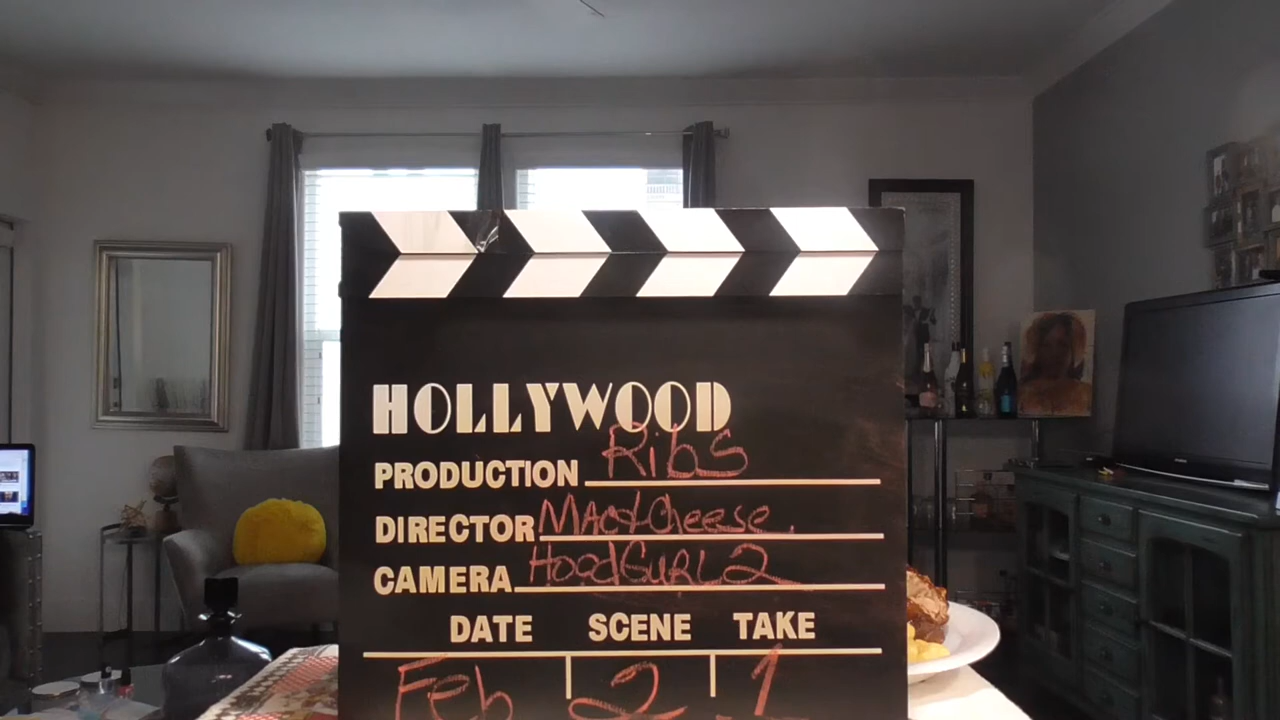 HOLLYWOOD
PRODUCTION Ribs
DIRECTOR Mac+Cheese.
CAMERA HoodGurl2
DATE SCENE TAKE
Feb 2 1